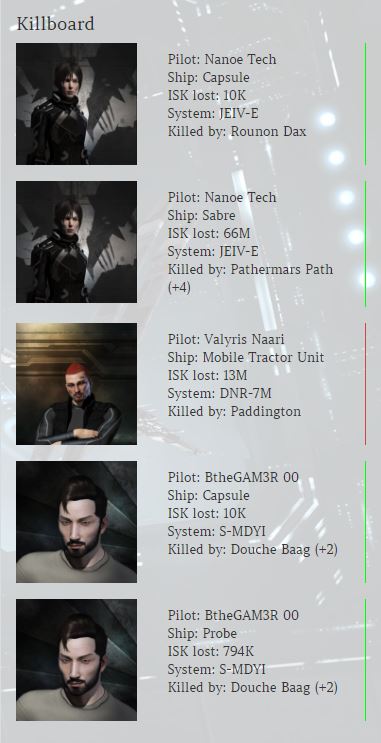 Killboard
Pilot: Nanoe Tech
Ship: Capsule
ISK lost: 10K
System: JEIV-E
Killed by: Rounon Dax
Pilot: Nanoe Tech
Ship: Sabre
ISK lost: 66M
System: JEIV-E
Killed by: Pathermars Path
(+4)
Pilot: Valyris Naari
Ship: Mobile Tractor Unit
ISK lost: 13M
System: DNR-7M
Killed by: Paddington
Pilot: BtheGAM3R 00
Ship: Capsule
ISK lost: 10K
System: S-MDYI
Killed by: Douche Baag (+2)
Pilot: BtheGAM3R 00
Ship: Probe
ISK lost: 794K
System: S-MDYI
Killed by: Douche Baag (+2)